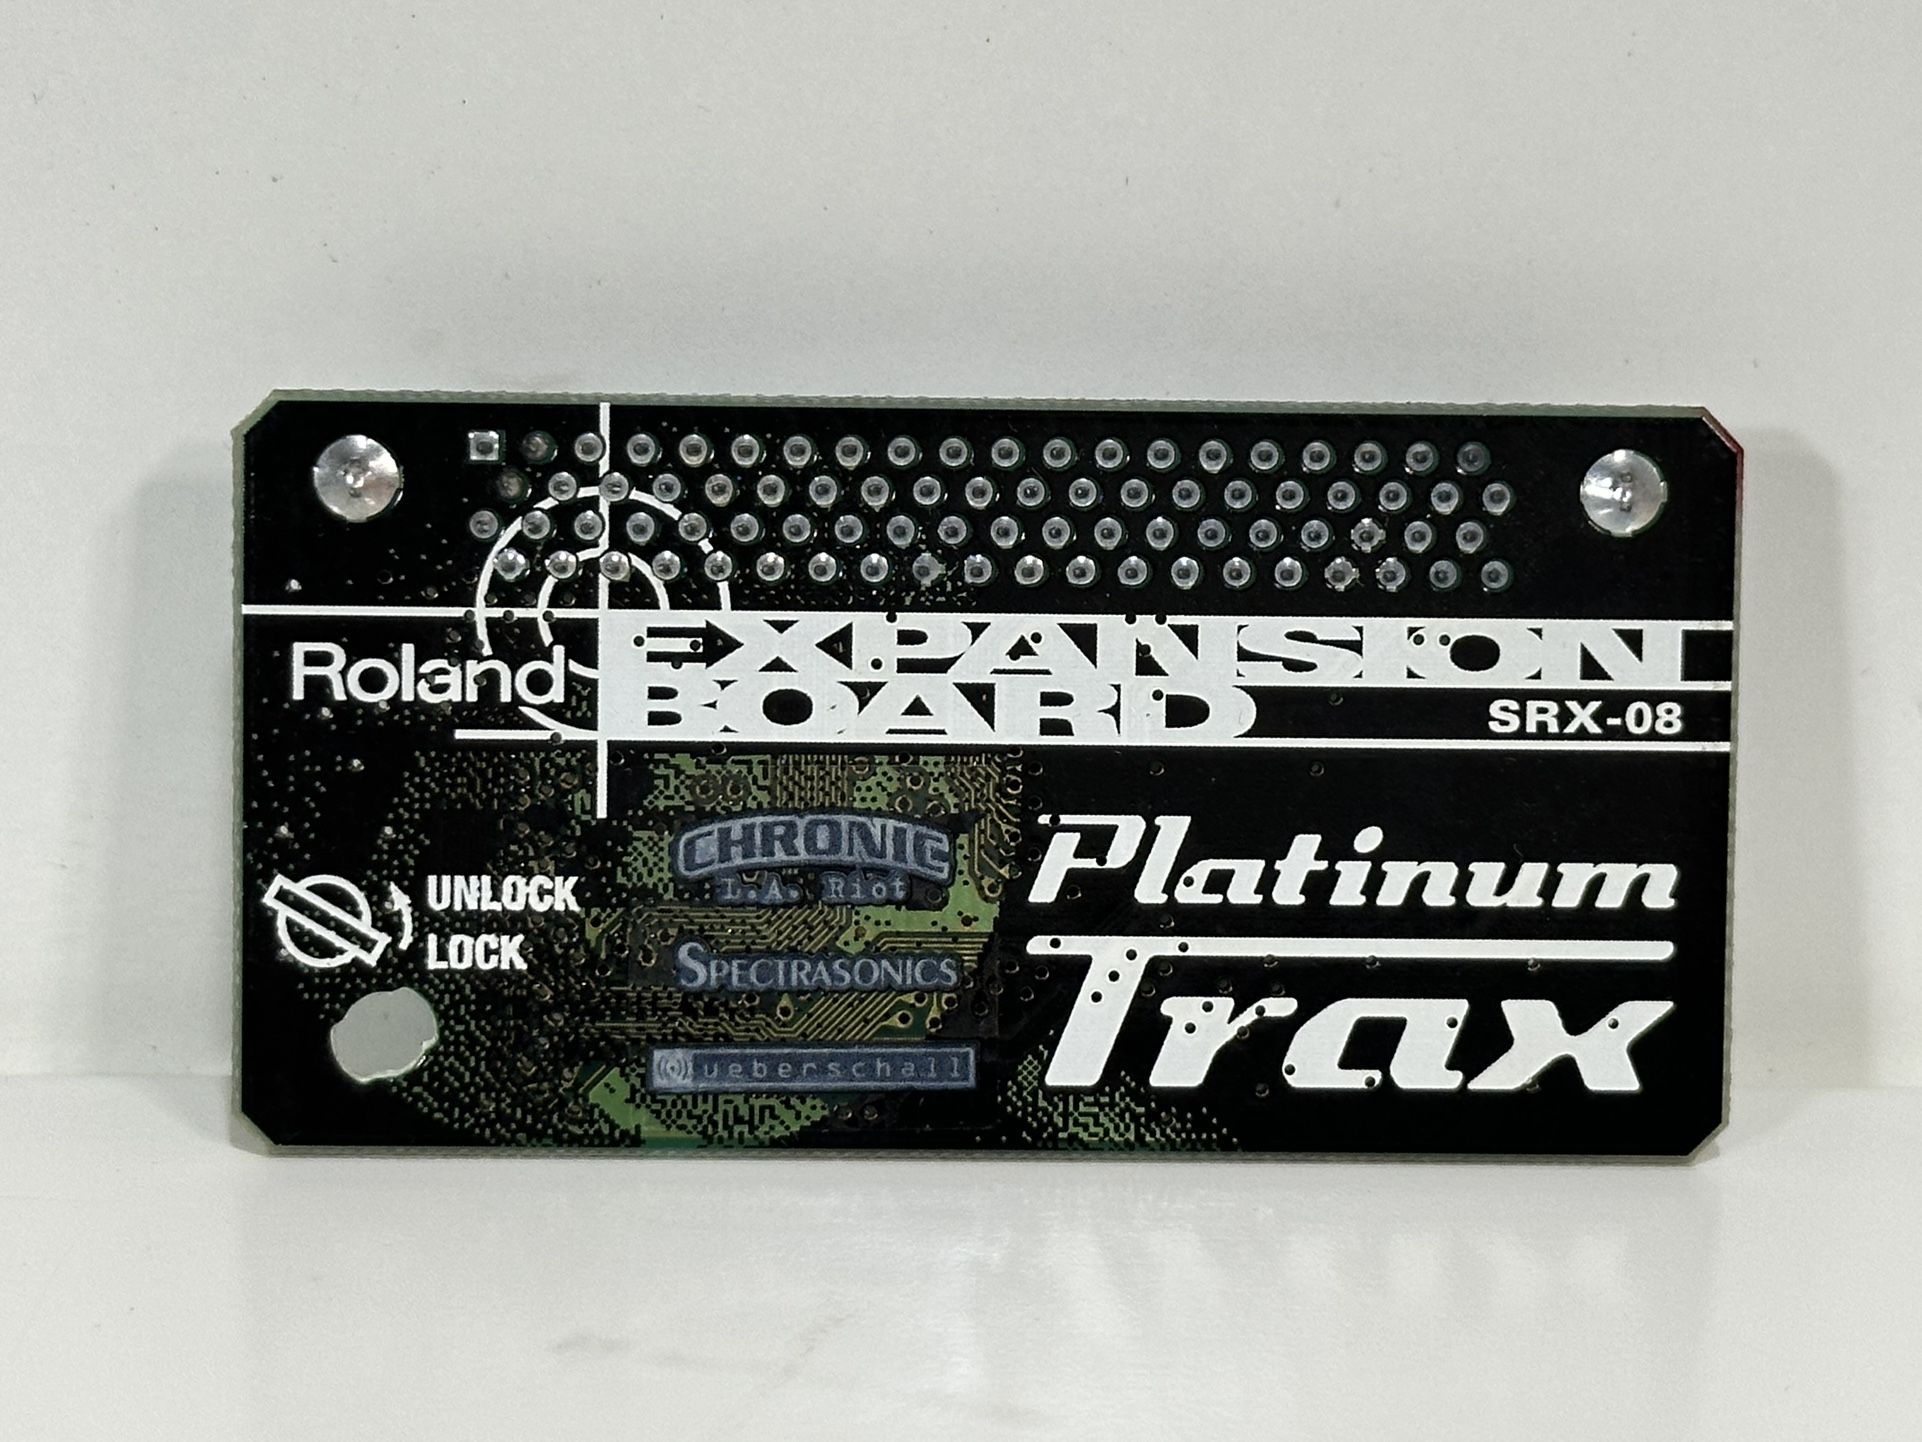 Roland
EXPANSION
BOARD
SRX-08
UNLOCK
LOCK
CHRONIC
L.A. Riot
SPECTRASONICS
ueberschall
Platinum
Trax